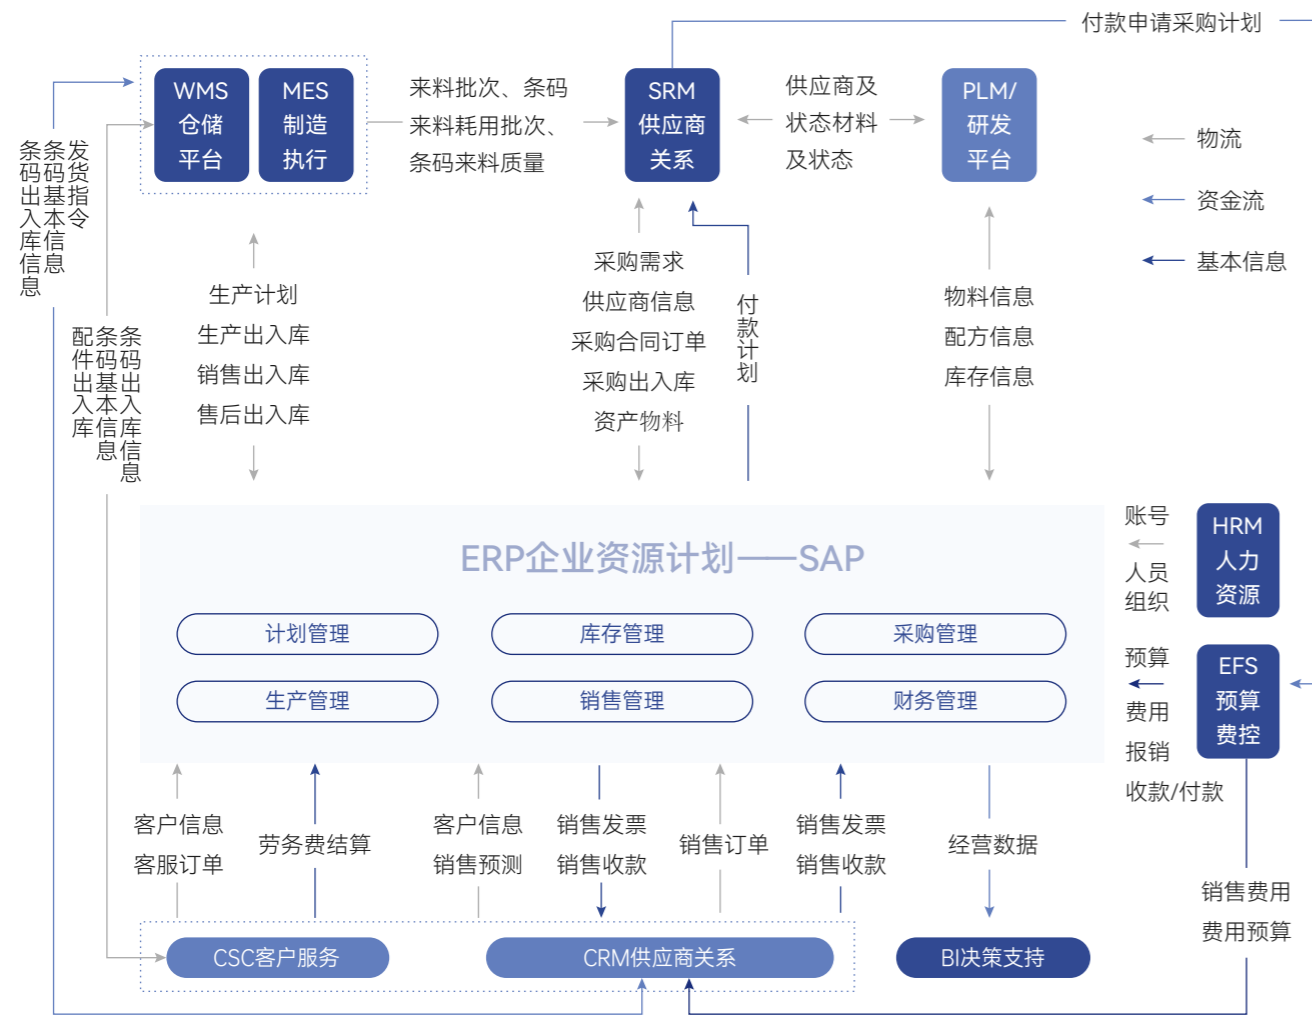 付款申请采购计划
WMS
仓储
平台
MES
制造
执行
来料批次、条码
来料耗用批次、
条码来料质量
SRM
供应商
关系
供应商及
状态材料
及状态
PLM/
研发
平台
物流
资金流
基本信息
发货指令
条码基本信息
条码出入库信息
条码出入库信息
条码基本信息
配件出入库
生产计划
生产出入库
销售出入库
售后出入库
采购需求
供应商信息
采购合同订单
采购出入库
资产物料
付款计划
物料信息
配方信息
库存信息
ERP企业资源计划——SAP
计划管理
库存管理
采购管理
生产管理
销售管理
财务管理
账号
人员
组织
HRM
人力
资源
预算
费用
报销
收款/付款
EFS
预算
费控
客户信息
客服订单
劳务费结算
客户信息
销售预测
销售发票
销售收款
销售订单
销售发票
销售收款
经营数据
销售费用
费用预算
CSC客户服务
CRM供应商关系
BI决策支持